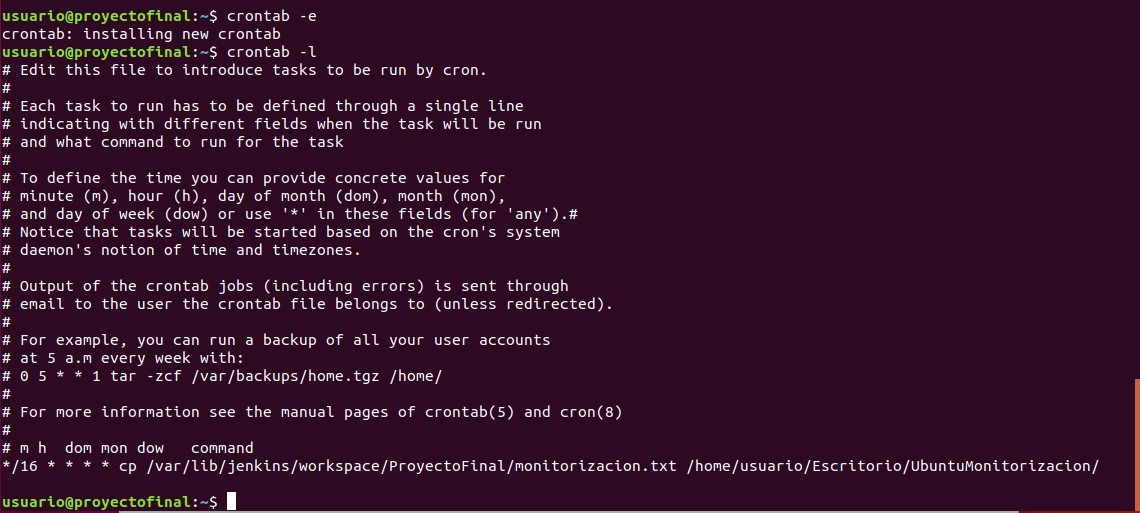 usuario@proyectofinal:~$ crontab -e
crontab: installing new crontab
usuario@proyectofinal:~$ crontab -l
# Edit this file to introduce tasks to be run by cron.
#
# Each task to run has to be defined through a single line
# indicating with different fields when the task will be run
# and what command to run for the task
#
# To define the time you can provide concrete values for
# minute (m), hour (h), day of month (dom), month (mon),
# and day of week (dow) or use '*' in these fields (for 'any').#
# Notice that tasks will be started based on the cron's system
# daemon's notion of time and timezones.
#
# Output of the crontab jobs (including errors) is sent through
# email to the user the crontab file belongs to (unless redirected).
#
# For example, you can run a backup of all your user accounts
# at 5 a.m every week with:
# 0 5 * * 1 tar -zcf /var/backups/home.tgz /home/
#
# For more information see the manual pages of crontab(5) and cron(8)
#
# m h  dom mon dow   command
*/16 * * * * cp /var/lib/jenkins/workspace/ProyectoFinal/monitorizacion.txt /home/usuario/Escritorio/UbuntuMonitorizacion/
usuario@proyectofinal:~$